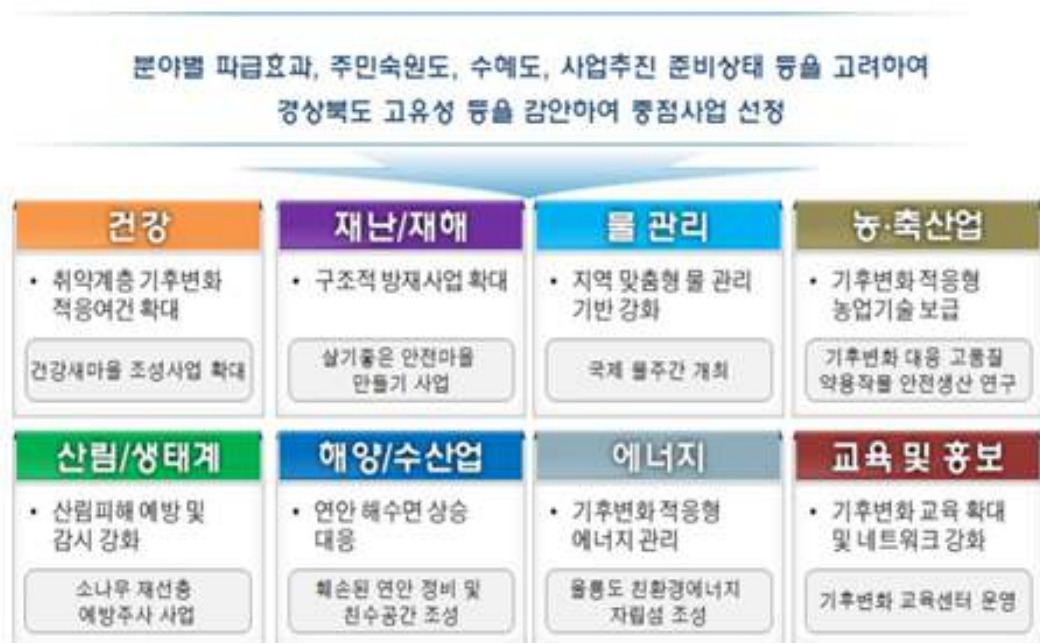 분야별 파급효과, 주민숙원도, 수혜도, 사업추진 준비상태 등을 고려하여
경상북도 고유성 등을 감안하여 중점사업 선정
건강
• 취약계층 기후변화
적응여건 확대
건강새마을 조성사업 확대
재난/재해
• 구조적 방재사업 확대
살기좋은 안전마을
만들기 사업
물 관리
• 지역 맞춤형 물 관리
기반 강화
국제 물주간 개최
농·축산업
• 기후변화 적응형
농업기술 보급
기후변화 대응 고품질
약용작물 안전생산 연구
산림/생태계
• 산림피해 예방 및
감시 강화
소나무 재선충
예방주사 사업
해양/수산업
• 연안 해수면 상승
대응
훼손된 연안 정비 및
친수공간 조성
에너지
• 기후변화 적응형
에너지 관리
울릉도 친환경에너지
자립섬 조성
교육 및 홍보
• 기후변화 교육 확대
및 네트워크 강화
기후변화 교육센터 운영